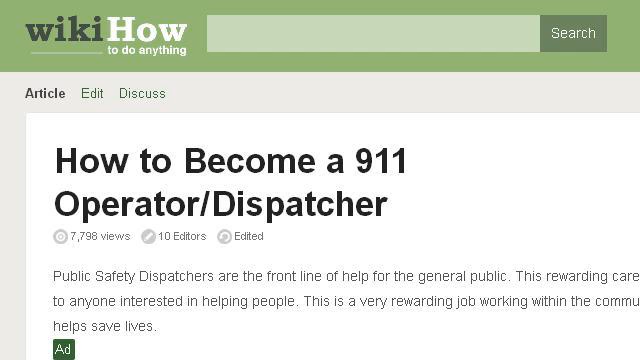 wikiHow
to do anything
Search
Article Edit Discuss
How to Become a 911
Operator/Dispatcher
7,798 views 10 Editors Edited
Public Safety Dispatchers are the front line of help for the general public. This rewarding care
to anyone interested in helping people. This is a very rewarding job working within the commu
helps save lives.
Ad